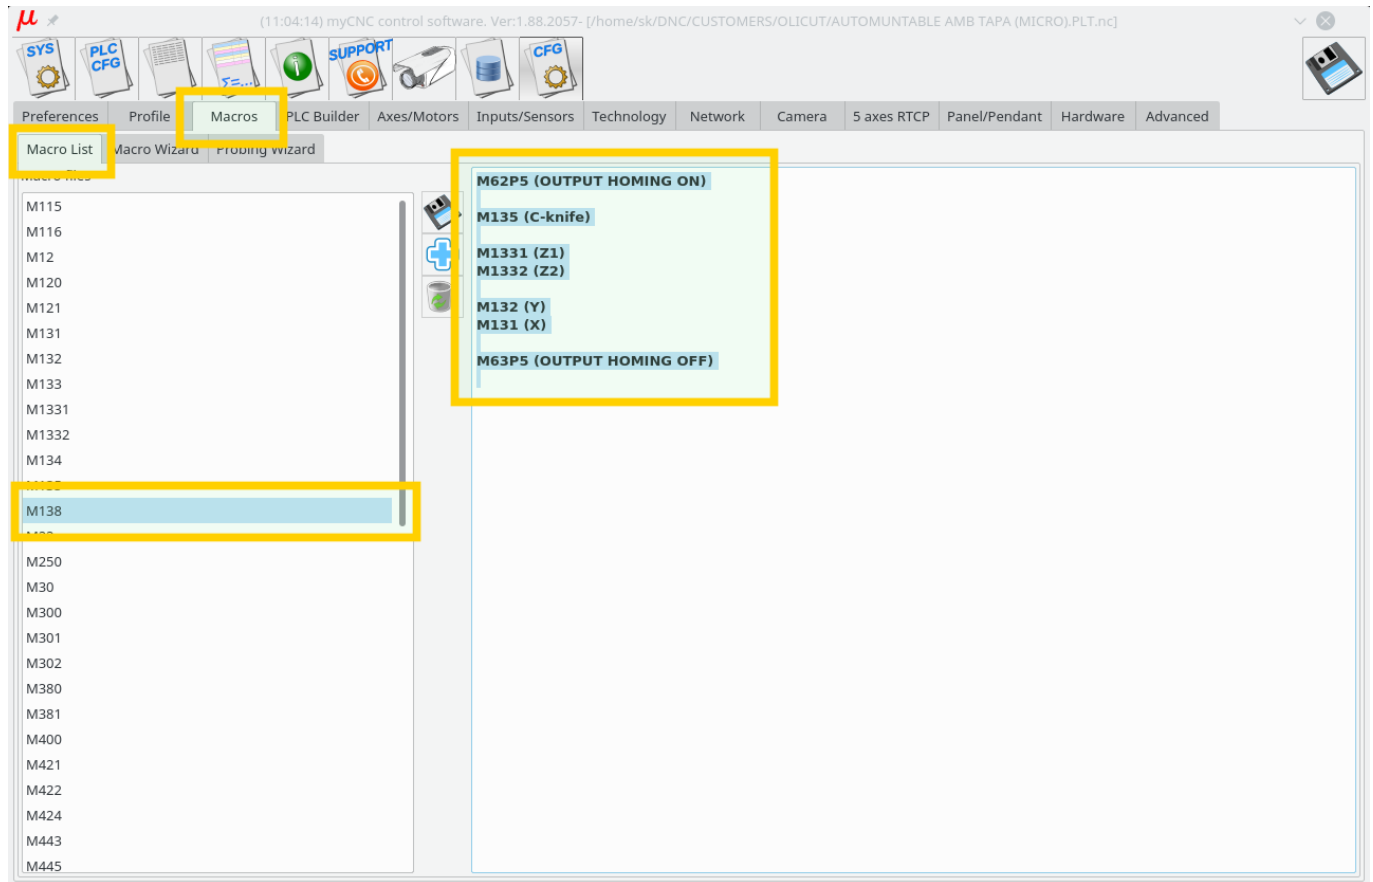 μ (11:04:14) myCNC control software. Ver:1.88.2057- [/home/sk/DNC/CUSTOMERS/OLICUT/AUTOMUNTABLE AMB TAPA (MICRO).PLT.nc]
SYS PLC CFG Σ=... i SUPPORT CFG
Preferences Profile Macros PLC Builder Axes/Motors Inputs/Sensors Technology Network Camera 5 axes RTCP Panel/Pendant Hardware Advanced
Macro List Macro Wizard Probing Wizard
Macro files
M115
M116
M12
M120
M121
M131
M132
M133
M1331
M1332
M134
M138
M250
M30
M300
M301
M302
M380
M381
M400
M421
M422
M424
M443
M445
M62P5 (OUTPUT HOMING ON)
M135 (C-knife)
M1331 (Z1)
M1332 (Z2)
M132 (Y)
M131 (X)
M63P5 (OUTPUT HOMING OFF)